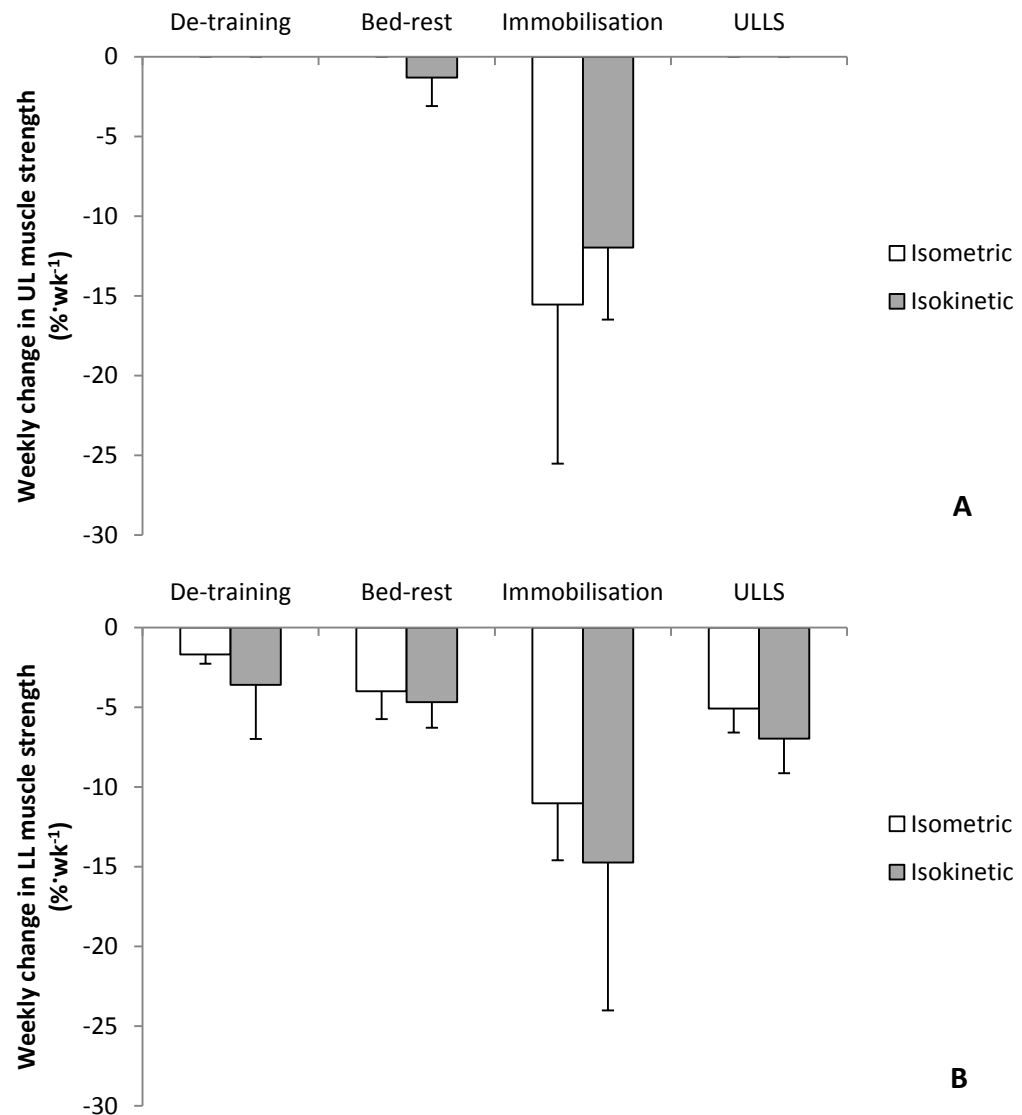 De-training Bed-rest Immobilisation ULLS
0
-5
-10
-15
-20
-25
-30
Weekly change in UL muscle strength
(%·wk⁻¹)
Isometric
Isokinetic
A
De-training Bed-rest Immobilisation ULLS
0
-5
-10
-15
-20
-25
-30
Weekly change in LL muscle strength
(%·wk⁻¹)
Isometric
Isokinetic
B